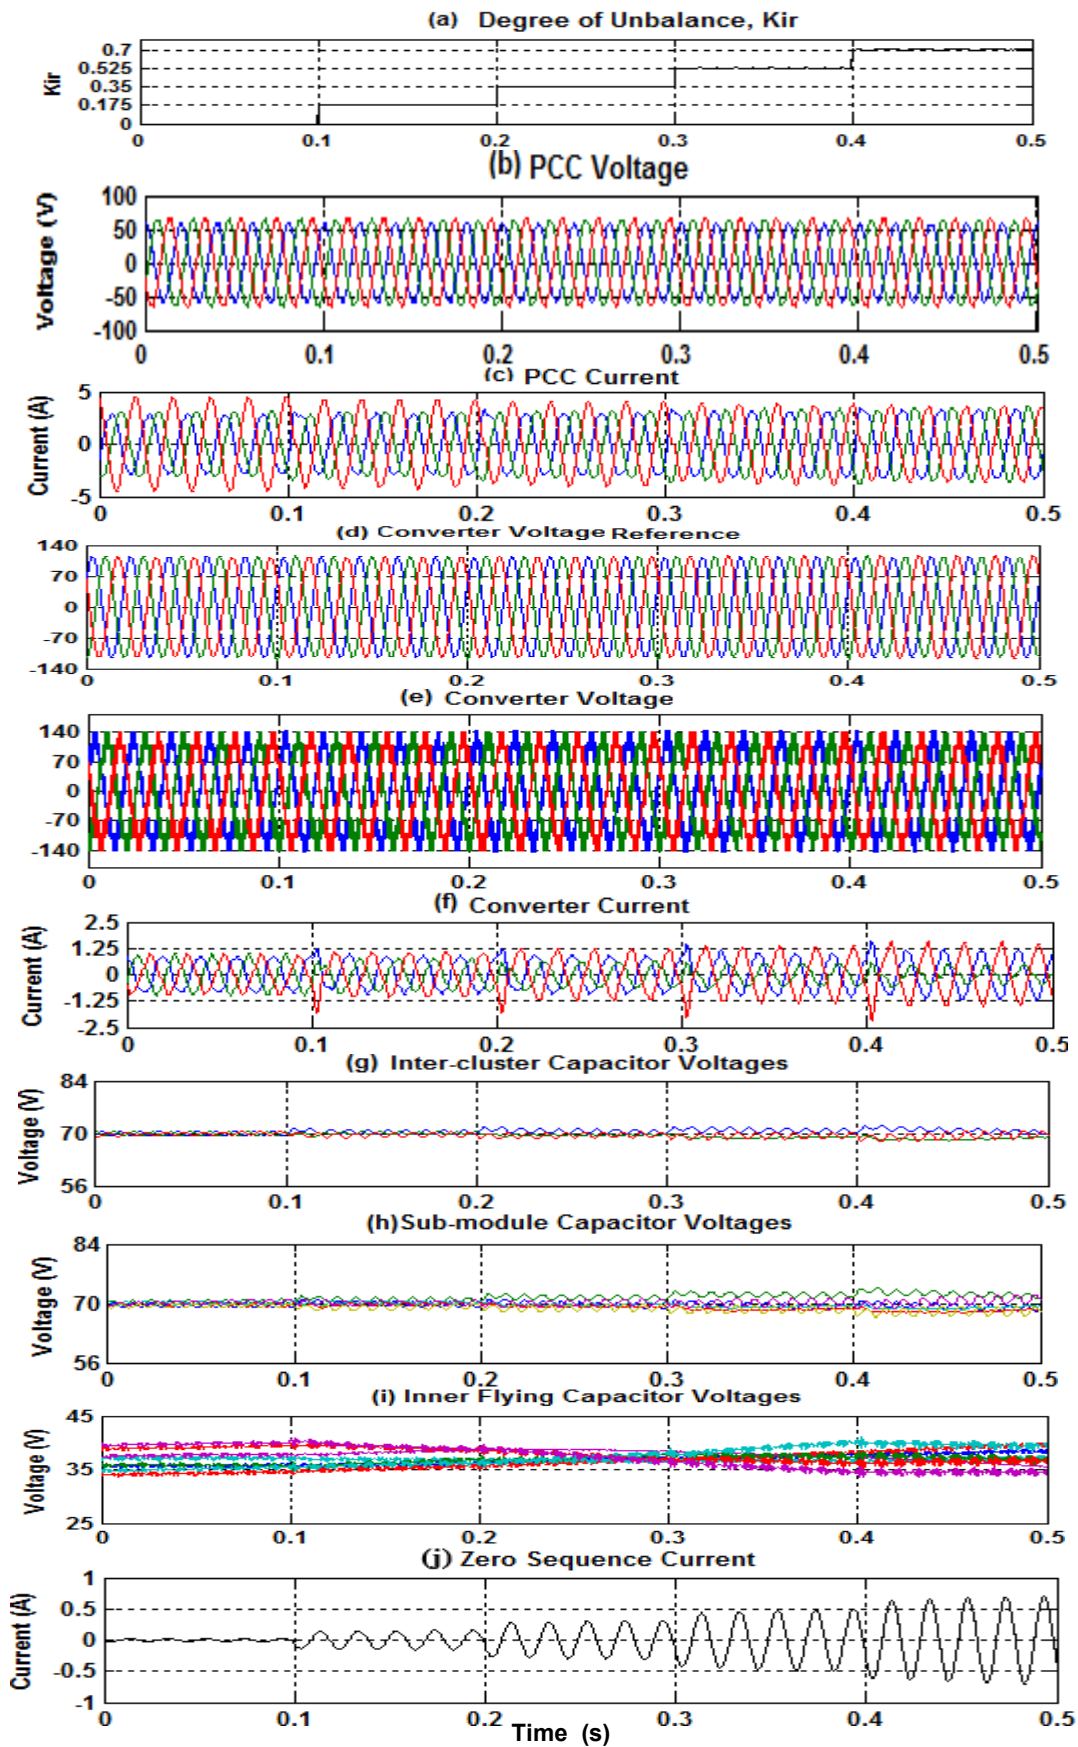 (a) Degree of Unbalance, Kir
Kir
0.7
0.525
0.35
0.175
0
0 0.1 0.2 0.3 0.4 0.5
(b) PCC Voltage
Voltage (V)
100
50
0
-50
-100
0 0.1 0.2 0.3 0.4 0.5
(c) PCC Current
Current (A)
5
0
-5
0 0.1 0.2 0.3 0.4 0.5
(d) Converter Voltage Reference
140
70
0
-70
-140
0 0.1 0.2 0.3 0.4 0.5
(e) Converter Voltage
140
70
0
-70
-140
0 0.1 0.2 0.3 0.4 0.5
(f) Converter Current
Current (A)
2.5
1.25
0
-1.25
-2.5
0 0.1 0.2 0.3 0.4 0.5
(g) Inter-cluster Capacitor Voltages
Voltage (V)
84
70
56
0 0.1 0.2 0.3 0.4 0.5
(h)Sub-module Capacitor Voltages
Voltage (V)
84
70
56
0 0.1 0.2 0.3 0.4 0.5
(i) Inner Flying Capacitor Voltages
Voltage (V)
45
35
25
0 0.1 0.2 0.3 0.4 0.5
(j) Zero Sequence Current
Current (A)
1
0.5
0
-0.5
-1
0 0.1 0.2 0.3 0.4 0.5
Time (s)